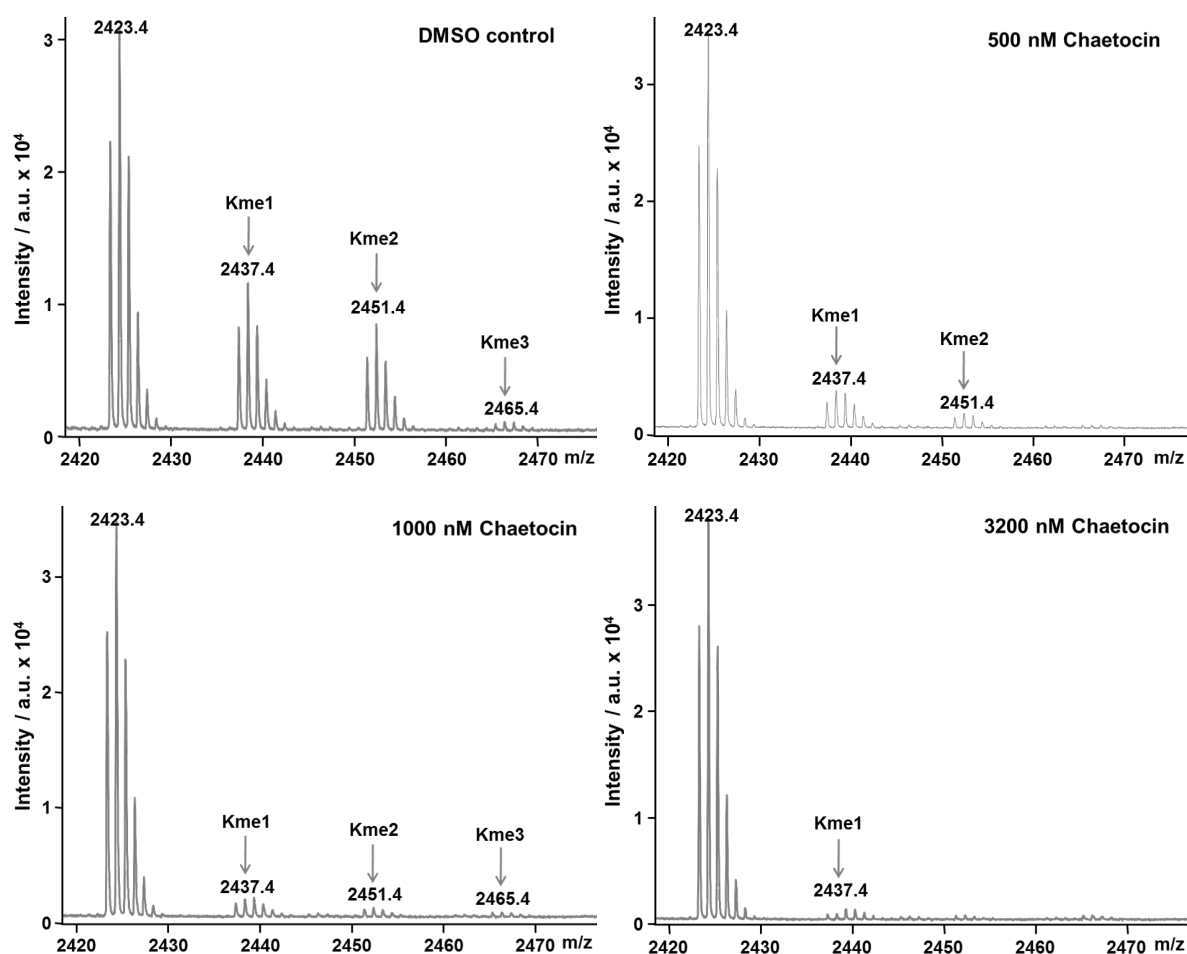 DMSO control
Intensity / a.u. x 10⁴
3
2
1
0
2423.4
Kme1
2437.4
Kme2
2451.4
Kme3
2465.4
2420 2430 2440 2450 2460 2470 m/z
500 nM Chaetocin
Intensity / a.u. x 10⁴
3
2
1
0
2423.4
Kme1
2437.4
Kme2
2451.4
2420 2430 2440 2450 2460 2470 m/z
1000 nM Chaetocin
Intensity / a.u. x 10⁴
3
2
1
0
2423.4
Kme1
2437.4
Kme2
2451.4
Kme3
2465.4
2420 2430 2440 2450 2460 2470 m/z
3200 nM Chaetocin
Intensity / a.u. x 10⁴
3
2
1
0
2423.4
Kme1
2437.4
2420 2430 2440 2450 2460 2470 m/z